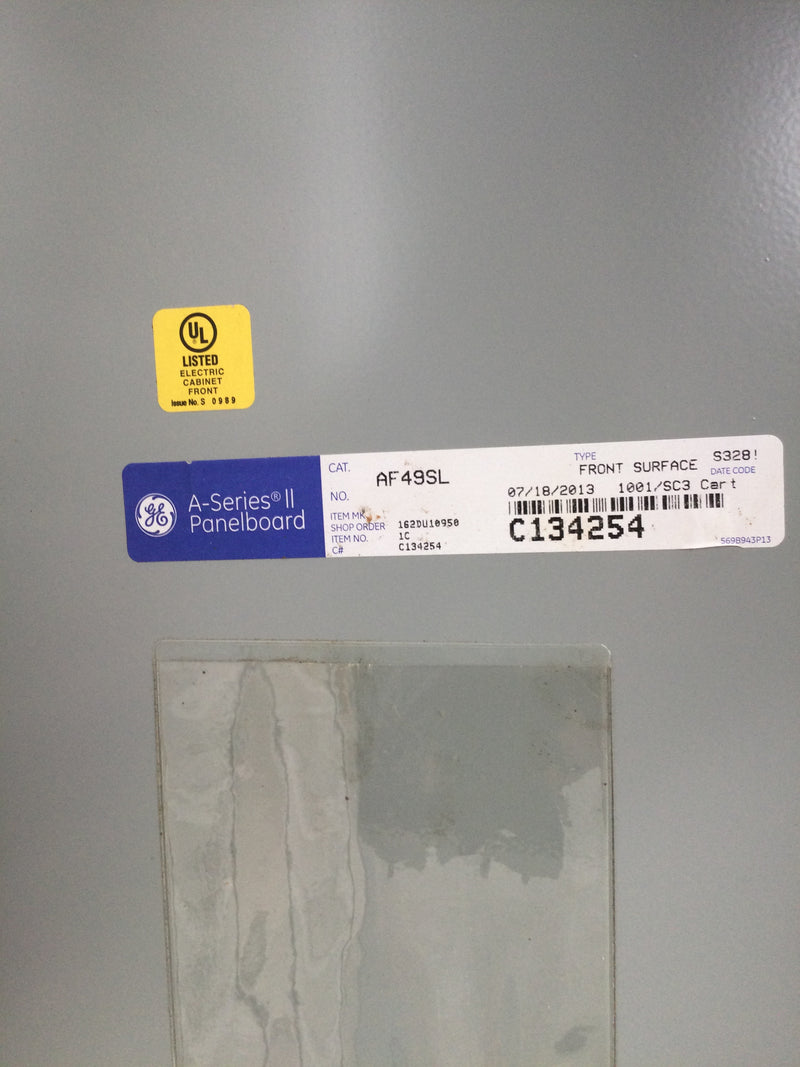 UL
LISTED
ELECTRIC
CABINET
FRONT
Issue No. S 0989
GE
A-Series® II
Panelboard
CAT.
NO.
AF49SL
ITEM MK.
SHOP ORDER 162DU10950
ITEM NO. 1C
C# C134254
TYPE
FRONT SURFACE
S328!
DATE CODE
07/18/2013 1001/SC3 Cart
C134254
569B943P13